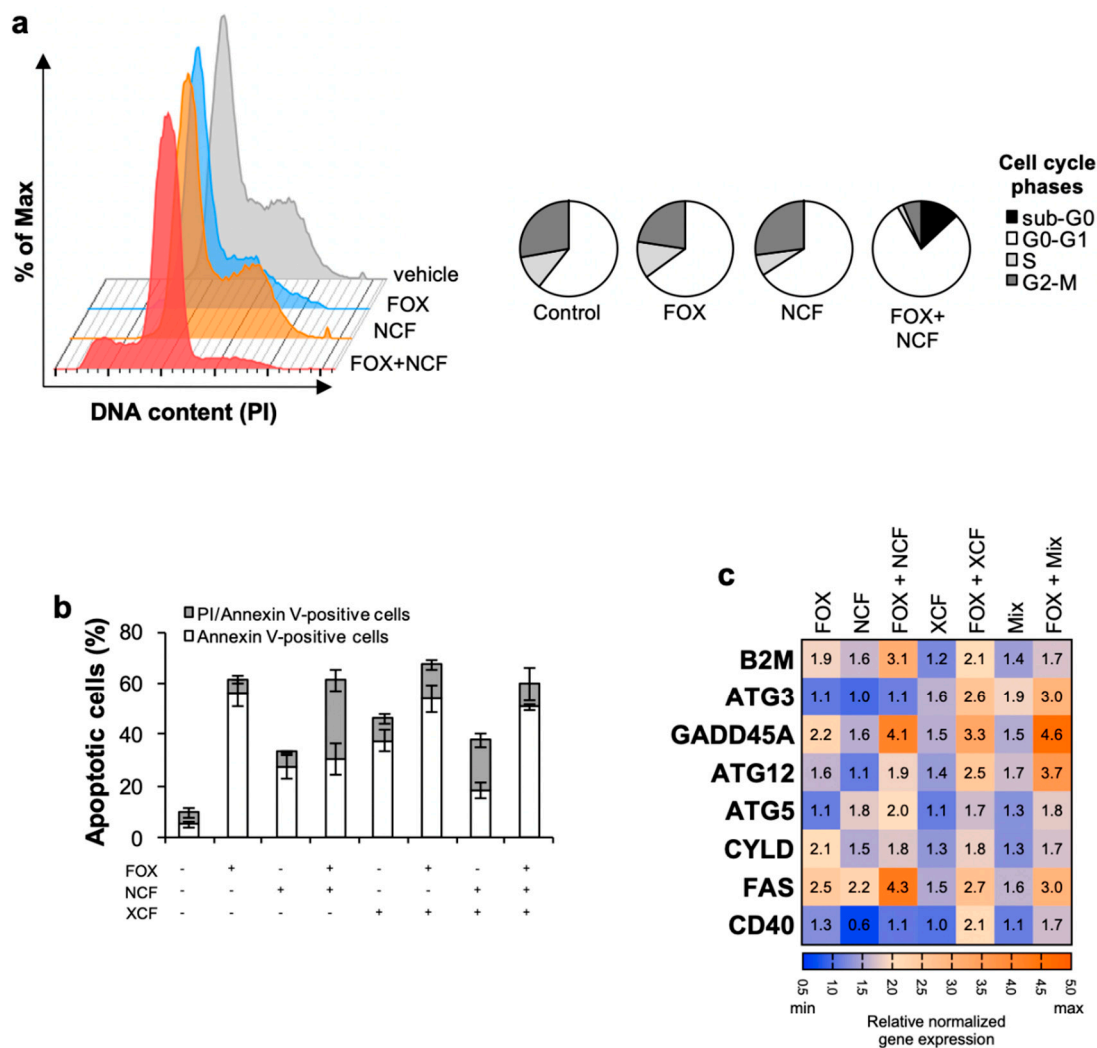 a
% of Max
vehicle
FOX
NCF
FOX+NCF
DNA content (PI)
Control
FOX
NCF
FOX+
NCF
Cell cycle
phases
sub-G0
G0-G1
S
G2-M
b
PI/Annexin V-positive cells
Annexin V-positive cells
Apoptotic cells (%)
80
60
40
20
0
FOX - + - + - + - +
NCF - - + + - - + +
XCF - - - - + + + +
c
FOX NCF FOX + NCF XCF FOX + XCF Mix FOX + Mix
B2M 1.9 1.6 3.1 1.2 2.1 1.4 1.7
ATG3 1.1 1.0 1.1 1.6 2.6 1.9 3.0
GADD45A 2.2 1.6 4.1 1.5 3.3 1.5 4.6
ATG12 1.6 1.1 1.9 1.4 2.5 1.7 3.7
ATG5 1.1 1.8 2.0 1.1 1.7 1.3 1.8
CYLD 2.1 1.5 1.8 1.3 1.8 1.3 1.7
FAS 2.5 2.2 4.3 1.5 2.7 1.6 3.0
CD40 1.3 0.6 1.1 1.0 2.1 1.1 1.7
0.5 1.0 1.5 2.0 2.5 3.0 3.5 4.0 4.5 5.0
min max
Relative normalized
gene expression